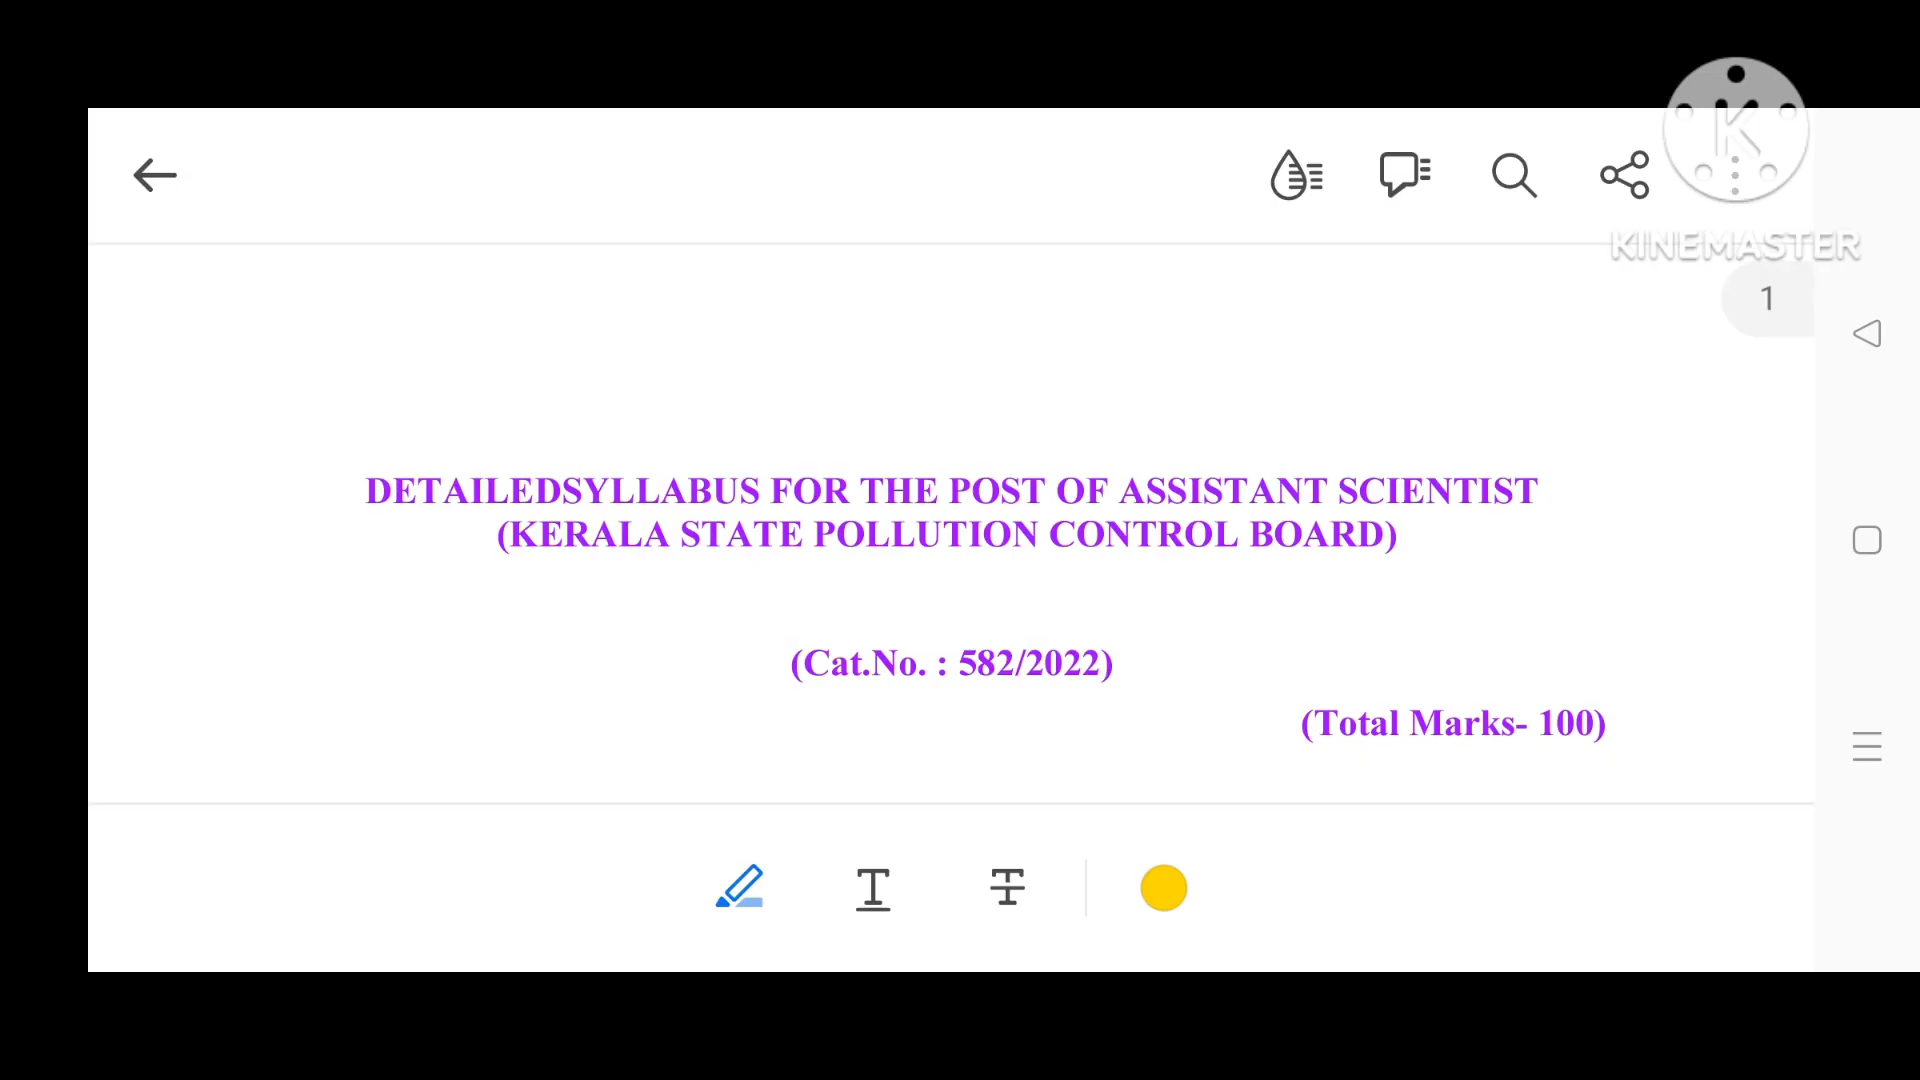 K
KINEMASTER
1
DETAILEDSYLLABUS FOR THE POST OF ASSISTANT SCIENTIST
(KERALA STATE POLLUTION CONTROL BOARD)
(Cat.No. : 582/2022)
(Total Marks- 100)